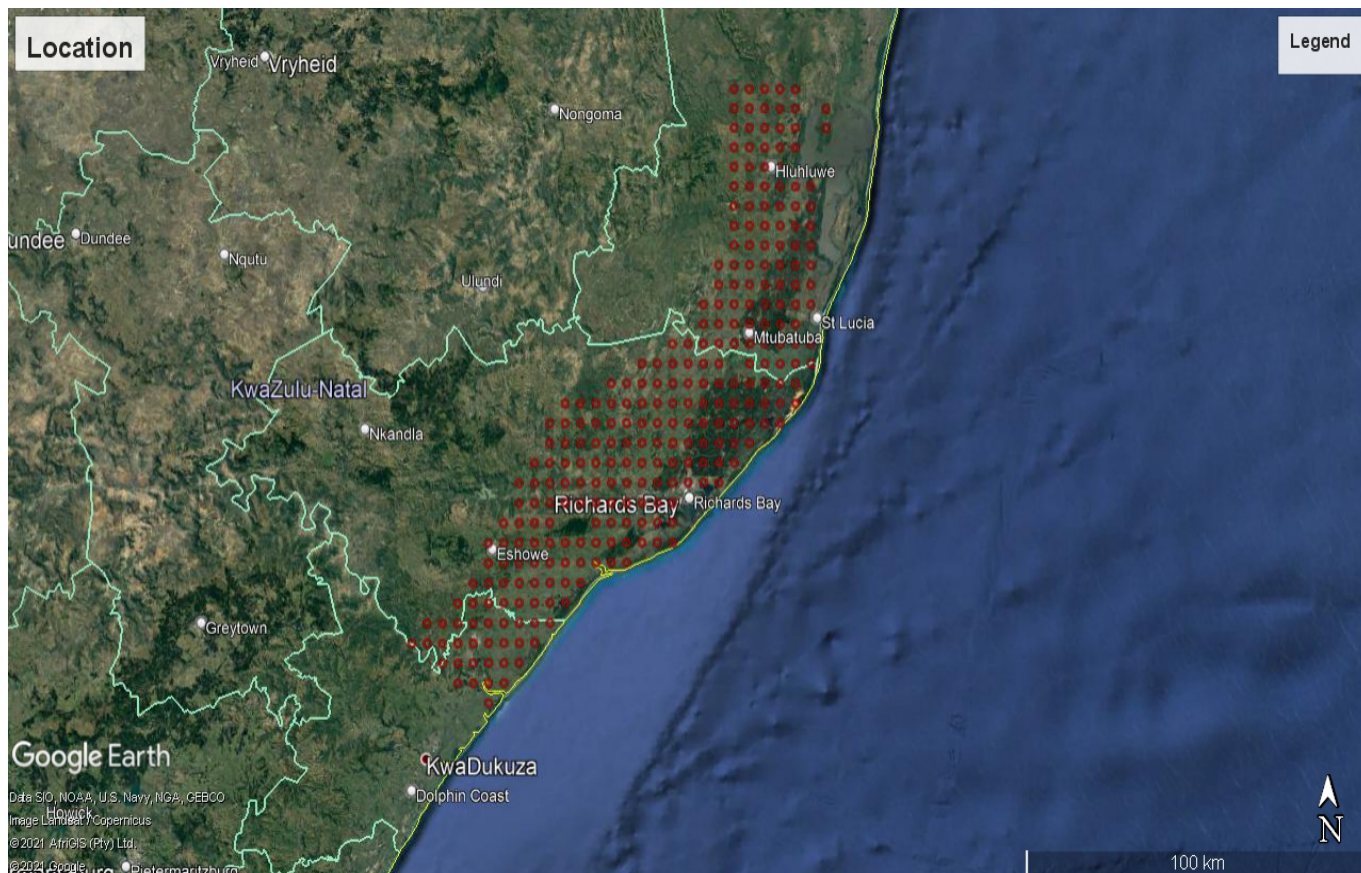 Location
Legend
Vryheid
Vryheid
Nongoma
Hluhluwe
undee
Dundee
Nqutu
Ulundi
St Lucia
Mtubatuba
KwaZulu-Natal
Nkandla
Richards Bay
Richards Bay
Eshowe
Greytown
Google Earth
KwaDukuza
Dolphin Coast
Data SIO, NOAA, U.S. Navy, NGA, GEBCO
Howick
Image Landsat / Copernicus
©2021 AfriGIS (Pty) Ltd.
©2021 Google
Pietermaritzburg
N
100 km